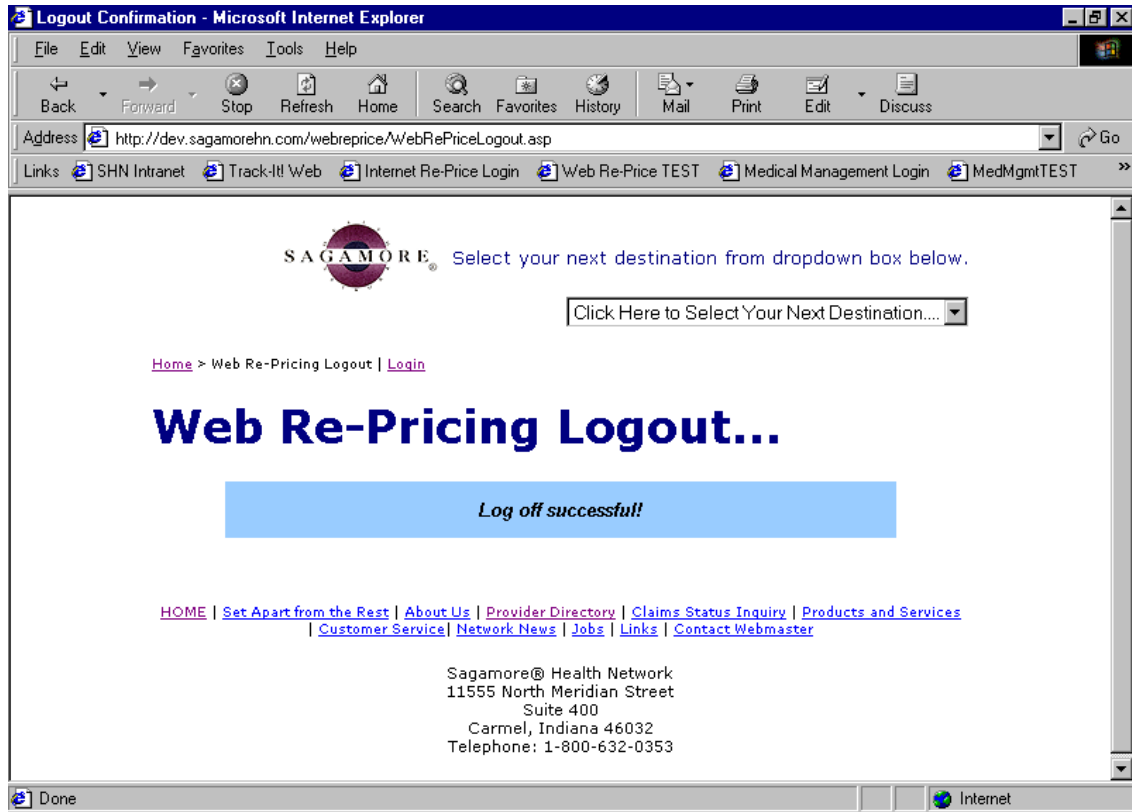 Logout Confirmation - Microsoft Internet Explorer
File Edit View Favorites Tools Help
Back Forward Stop Refresh Home Search Favorites History Mail Print Edit Discuss
Address http://dev.sagamorehn.com/webreprice/WebRePriceLogout.asp Go
Links SHN Intranet Track-It! Web Internet Re-Price Login Web Re-Price TEST Medical Management Login MedMgmtTEST »
SAGAMORE® Select your next destination from dropdown box below.
Click Here to Select Your Next Destination....
Home > Web Re-Pricing Logout | Login
Web Re-Pricing Logout...
Log off successful!
HOME | Set Apart from the Rest | About Us | Provider Directory | Claims Status Inquiry | Products and Services
| Customer Service| Network News | Jobs | Links | Contact Webmaster
Sagamore® Health Network
11555 North Meridian Street
Suite 400
Carmel, Indiana 46032
Telephone: 1-800-632-0353
Done Internet